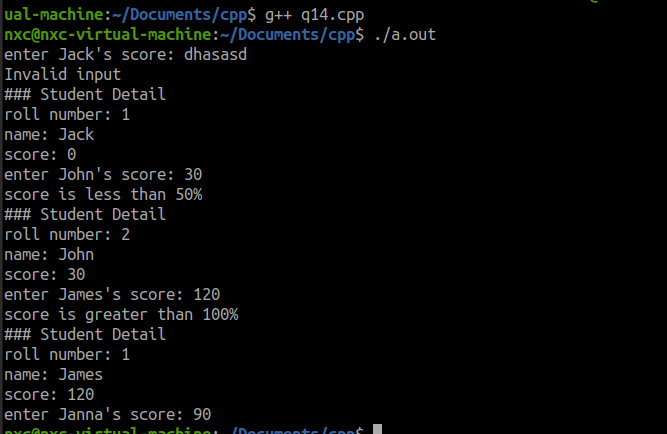 ual-machine:~/Documents/cpp$ g++ q14.cpp
nxc@nxc-virtual-machine:~/Documents/cpp$ ./a.out
enter Jack's score: dhasasd
Invalid input
### Student Detail
roll number: 1
name: Jack
score: 0
enter John's score: 30
score is less than 50%
### Student Detail
roll number: 2
name: John
score: 30
enter James's score: 120
score is greater than 100%
### Student Detail
roll number: 1
name: James
score: 120
enter Janna's score: 90
nxc@nxc-virtual-machine:~/Documents/cpp$